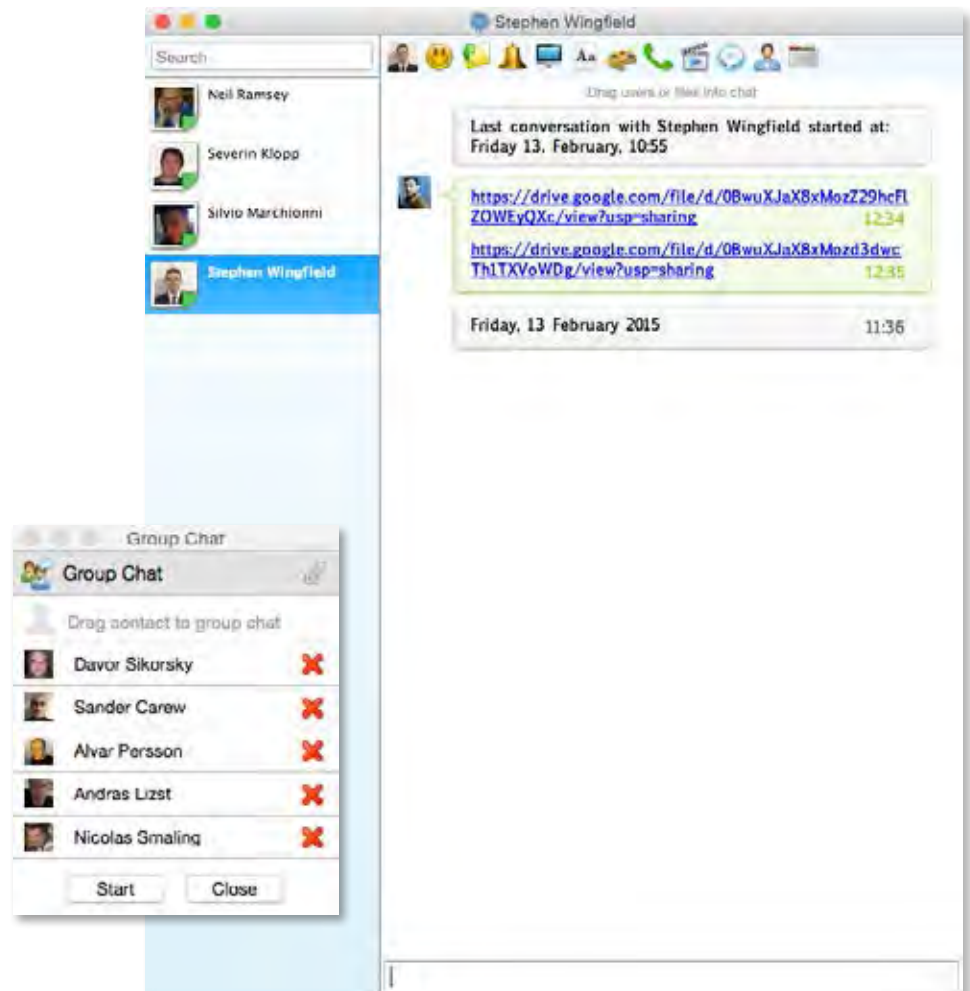 Stephen Wingfield
Search
Neil Ramsey
Severin Klopp
Silvio Marchionni
Stephen Wingfield
Aa
Drag users or files into chat
Last conversation with Stephen Wingfield started at:
Friday 13. February, 10:55
https://drive.google.com/file/d/0BwuXJaX8xMozZ29hcFl
ZOWEyQXc/view?usp=sharing 12:34
https://drive.google.com/file/d/0BwuXJaX8xMozd3dwc
Th1TXVoWDg/view?usp=sharing 12:35
Friday, 13 February 2015 11:36
Group Chat
Group Chat
Drag contact to group chat
Davor Sikorsky
Sander Carew
Alvar Persson
Andras Lizst
Nicolas Smaling
Start Close